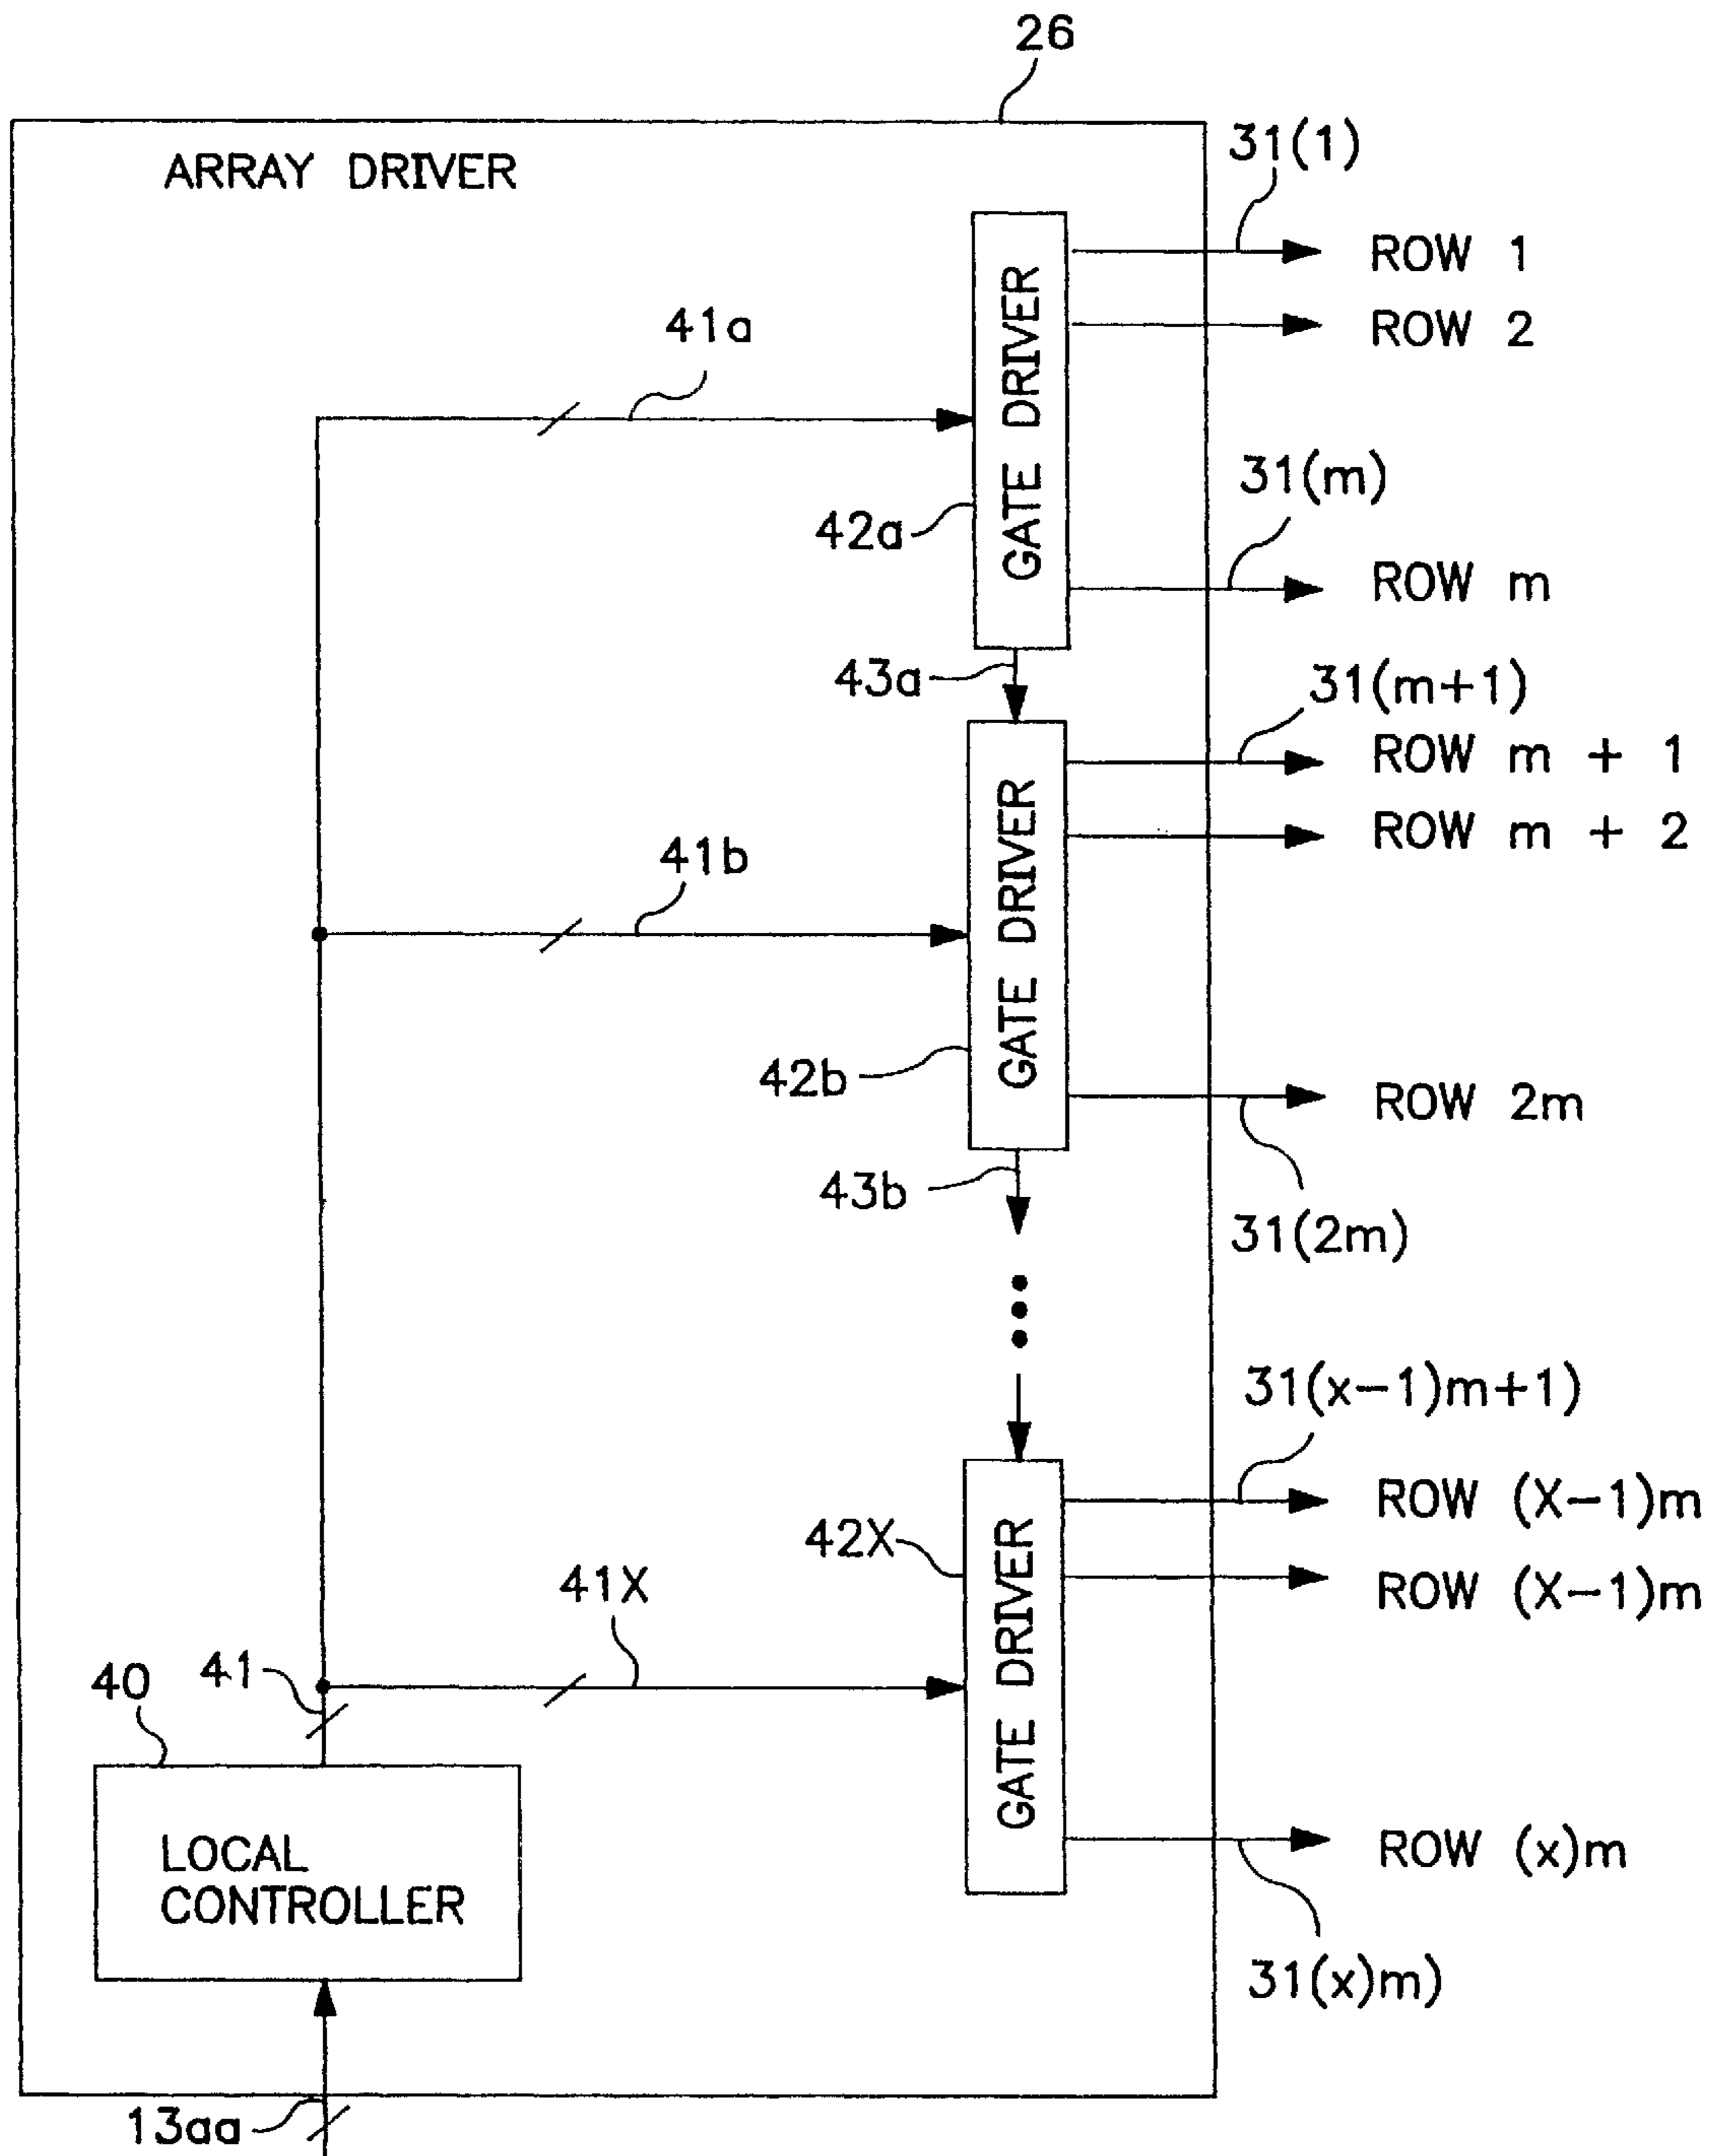 26
ARRAY DRIVER
31(1)
ROW 1
ROW 2
41a
GATE DRIVER
42a
31(m)
ROW m
43a
31(m+1)
ROW m + 1
ROW m + 2
41b
GATE DRIVER
42b
ROW 2m
43b
31(2m)
31(x-1)m+1)
ROW (X-1)m
42X
ROW (X-1)m
41X
GATE DRIVER
41
40
LOCAL
CONTROLLER
ROW (x)m
31(x)m)
13aa